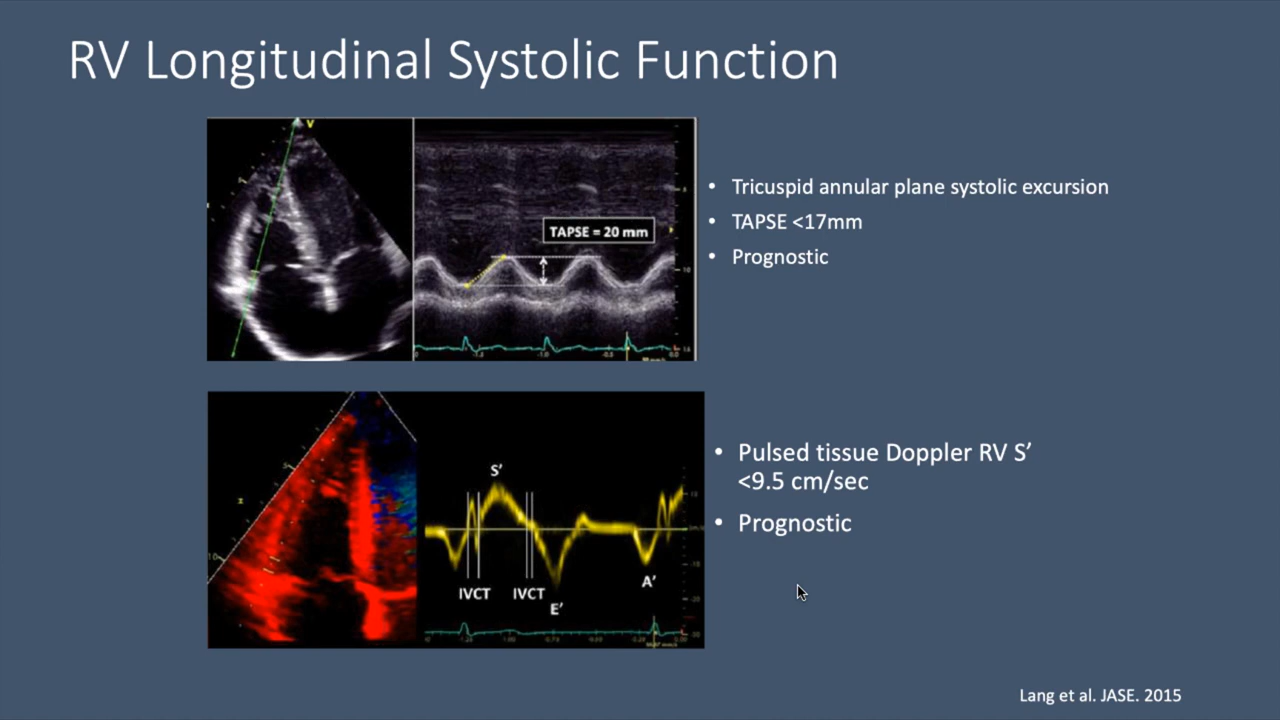 RV Longitudinal Systolic Function
V
TAPSE = 20 mm
• Tricuspid annular plane systolic excursion
• TAPSE <17mm
• Prognostic
S’
IVCT
IVCT
E’
A’
• Pulsed tissue Doppler RV S’
<9.5 cm/sec
• Prognostic
Lang et al. JASE. 2015